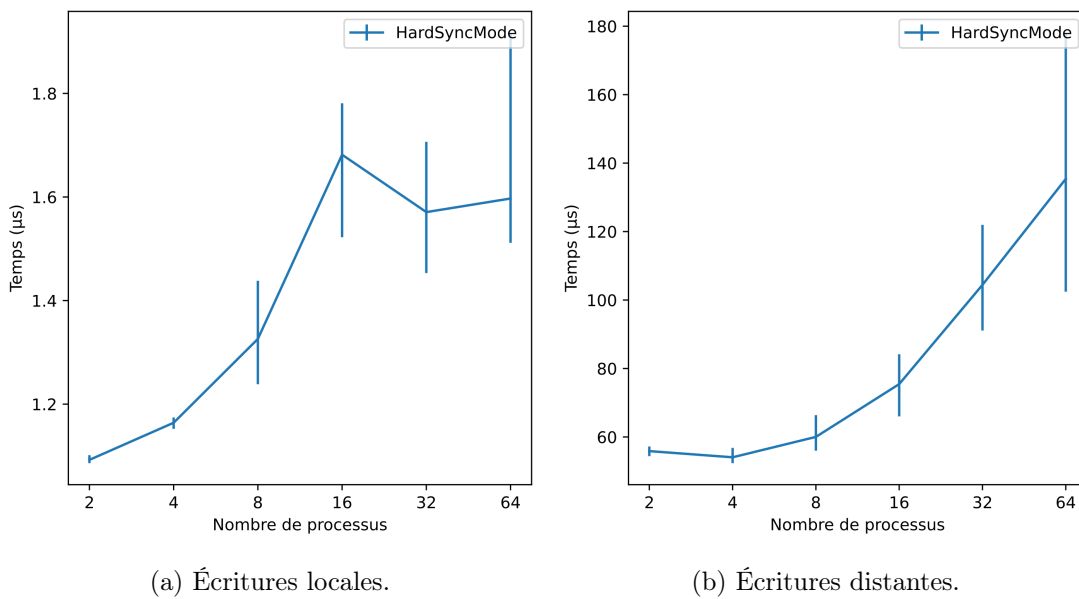 HardSyncMode
1.8
1.6
1.4
1.2
Temps (µs)
2 4 8 16 32 64
Nombre de processus
(a) Écritures locales.
HardSyncMode
180
160
140
120
100
80
60
Temps (µs)
2 4 8 16 32 64
Nombre de processus
(b) Écritures distantes.